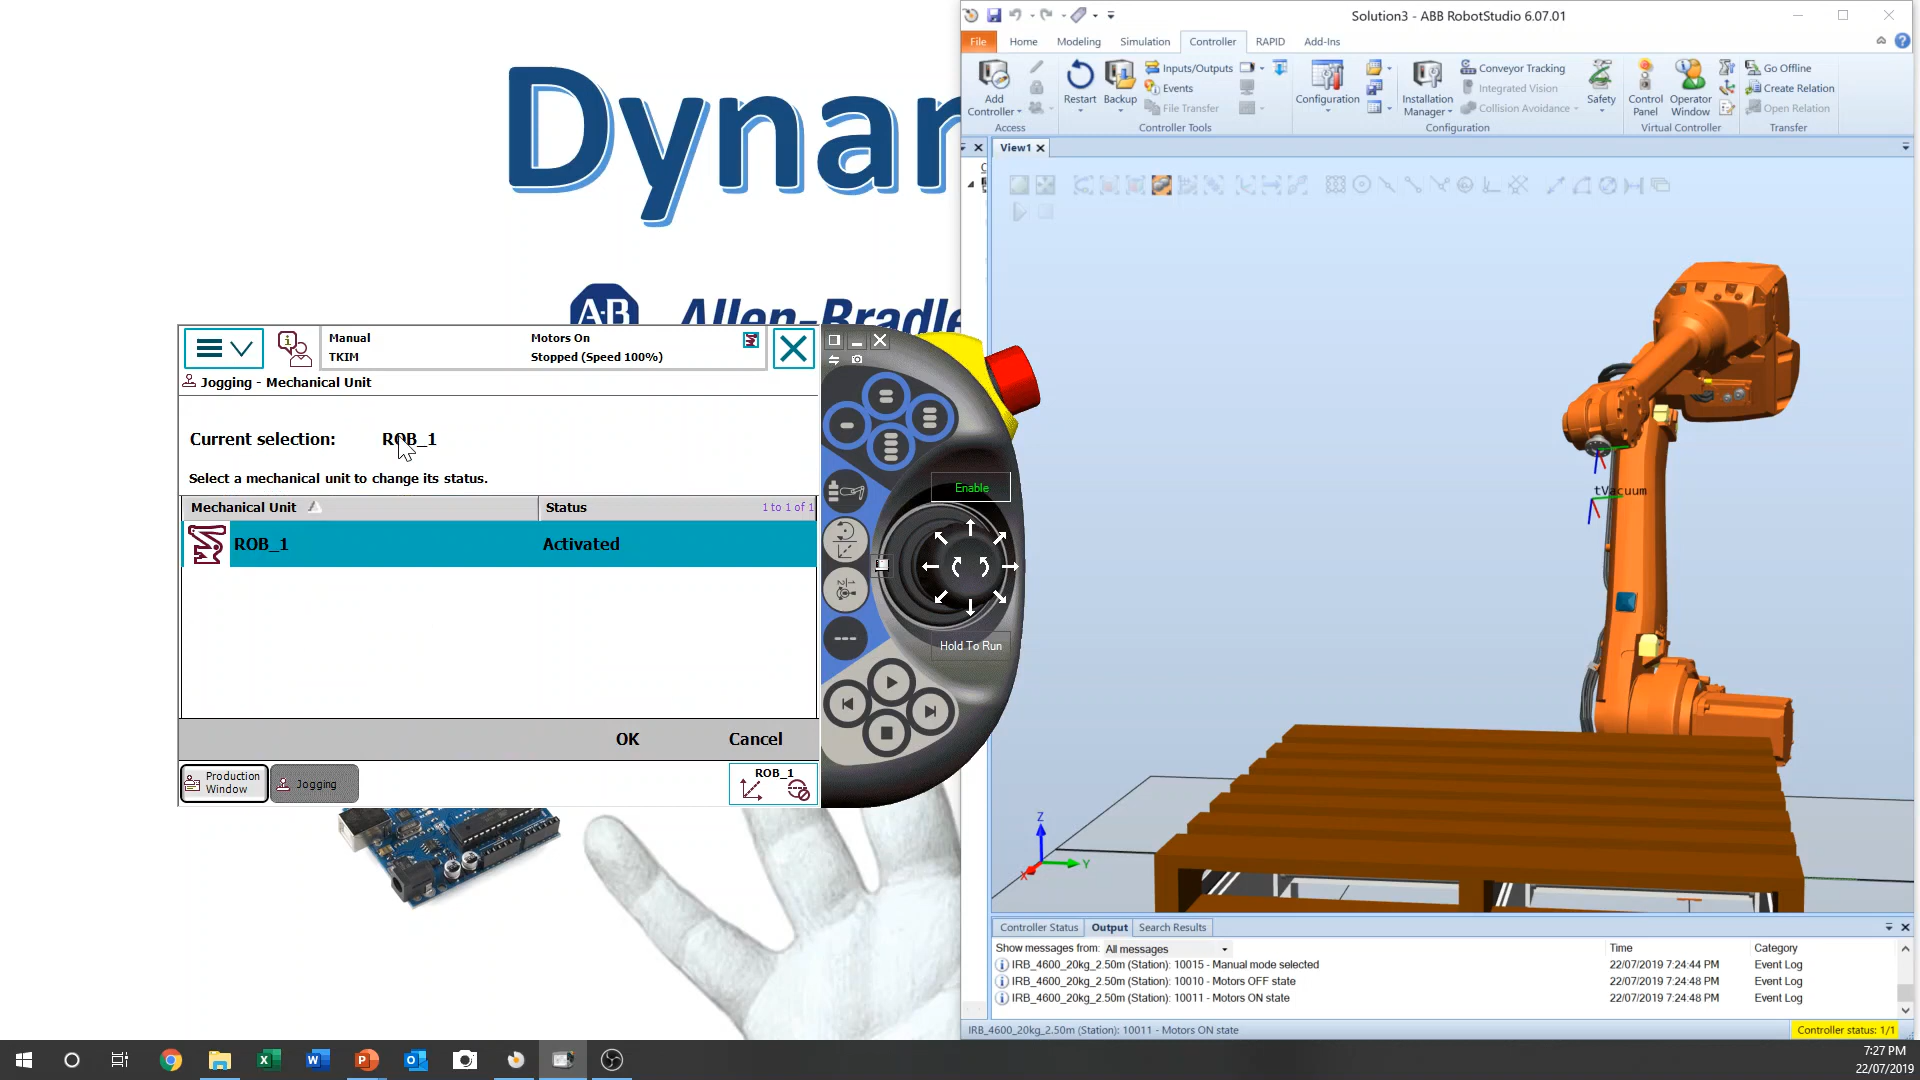 Dynam
AB Allen-Bradle
Solution3 - ABB RobotStudio 6.07.01
File Home Modeling Simulation Controller RAPID Add-Ins
Add Controller
Restart
Backup
Inputs/Outputs
Events
File Transfer
Configuration
Installation Manager
Conveyor Tracking
Integrated Vision
Collision Avoidance
Safety
Control Panel
Operator Window
Go Offline
Create Relation
Open Relation
Access Controller Tools Configuration Virtual Controller Transfer
View1
Manual Motors On
TKIM Stopped (Speed 100%)
Jogging - Mechanical Unit
Current selection: ROB_1
Select a mechanical unit to change its status.
Mechanical Unit Status 1 to 1 of 1
ROB_1 Activated
OK Cancel
Production Window
Jogging
ROB_1
Enable
Hold To Run
tVacuum
Z
Y
X
Controller Status Output Search Results
Show messages from: All messages Time Category
IRB_4600_20kg_2.50m (Station): 10015 - Manual mode selected 22/07/2019 7:24:44 PM Event Log
IRB_4600_20kg_2.50m (Station): 10010 - Motors OFF state 22/07/2019 7:24:48 PM Event Log
IRB_4600_20kg_2.50m (Station): 10011 - Motors ON state 22/07/2019 7:24:48 PM Event Log
IRB_4600_20kg_2.50m (Station): 10011 - Motors ON state Controller status: 1/1
7:27 PM
22/07/2019